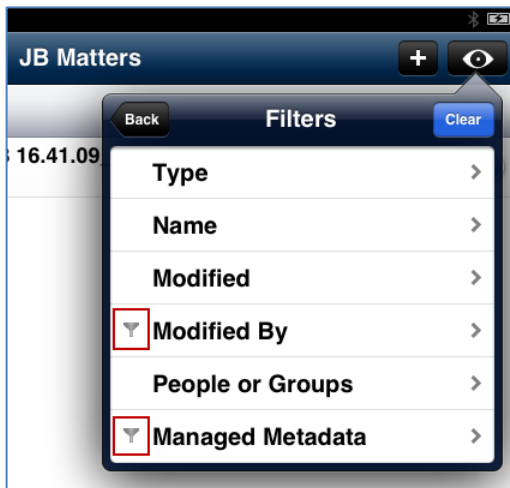 JB Matters
+
Back
Filters
Clear
16.41.09
Type
Name
Modified
Modified By
People or Groups
Managed Metadata